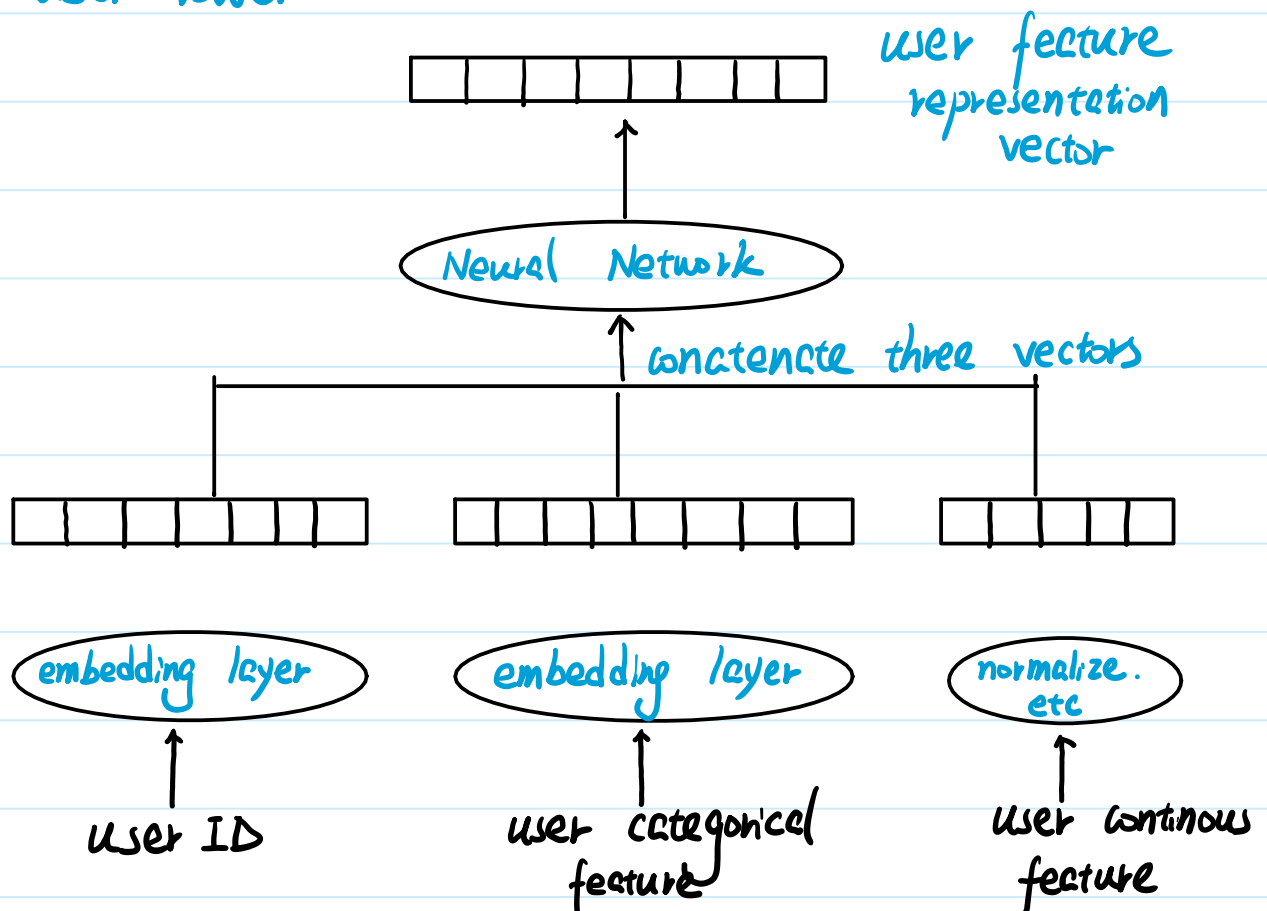 user feature
representation
vector
Neural Network
concatenate three vectors
embedding layer
embedding layer
normalize.
etc
user ID
user categorical
feature
user continous
feature